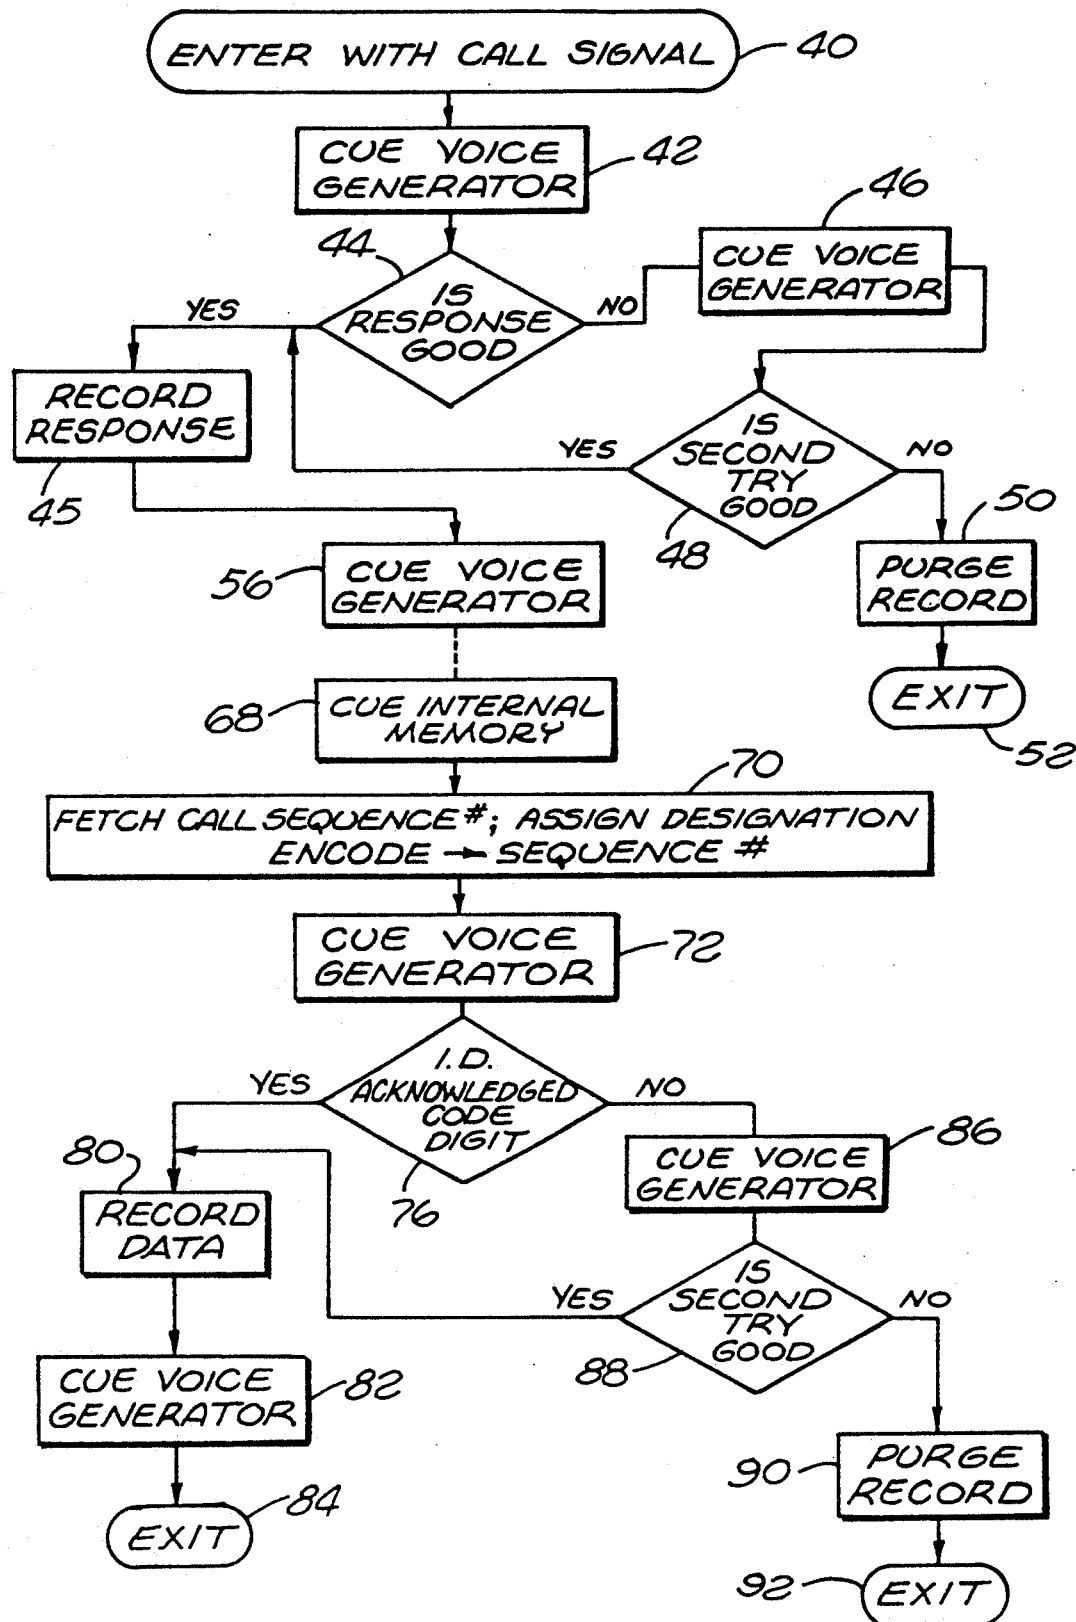 ENTER WITH CALL SIGNAL
40
CUE VOICE
GENERATOR
42
46
CUE VOICE
GENERATOR
44
IS
RESPONSE
GOOD
YES
NO
RECORD
RESPONSE
45
IS
SECOND
TRY
GOOD
YES
NO
48
50
PURGE
RECORD
EXIT
52
56
CUE VOICE
GENERATOR
68
CUE INTERNAL
MEMORY
70
FETCH CALL SEQUENCE #; ASSIGN DESIGNATION
ENCODE → SEQUENCE #
CUE VOICE
GENERATOR
72
I.D.
ACKNOWLEDGED
CODE
DIGIT
YES
NO
76
80
RECORD
DATA
86
CUE VOICE
GENERATOR
IS
SECOND
TRY
GOOD
YES
NO
88
CUE VOICE
GENERATOR
82
EXIT
84
90
PURGE
RECORD
92
EXIT